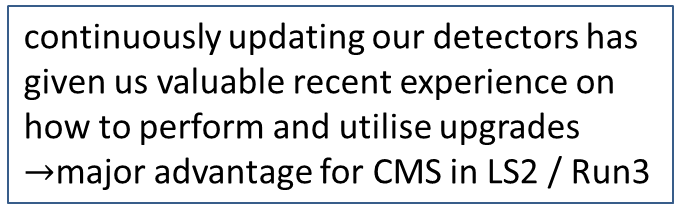 continuously updating our detectors has
given us valuable recent experience on
how to perform and utilise upgrades
→major advantage for CMS in LS2 / Run3